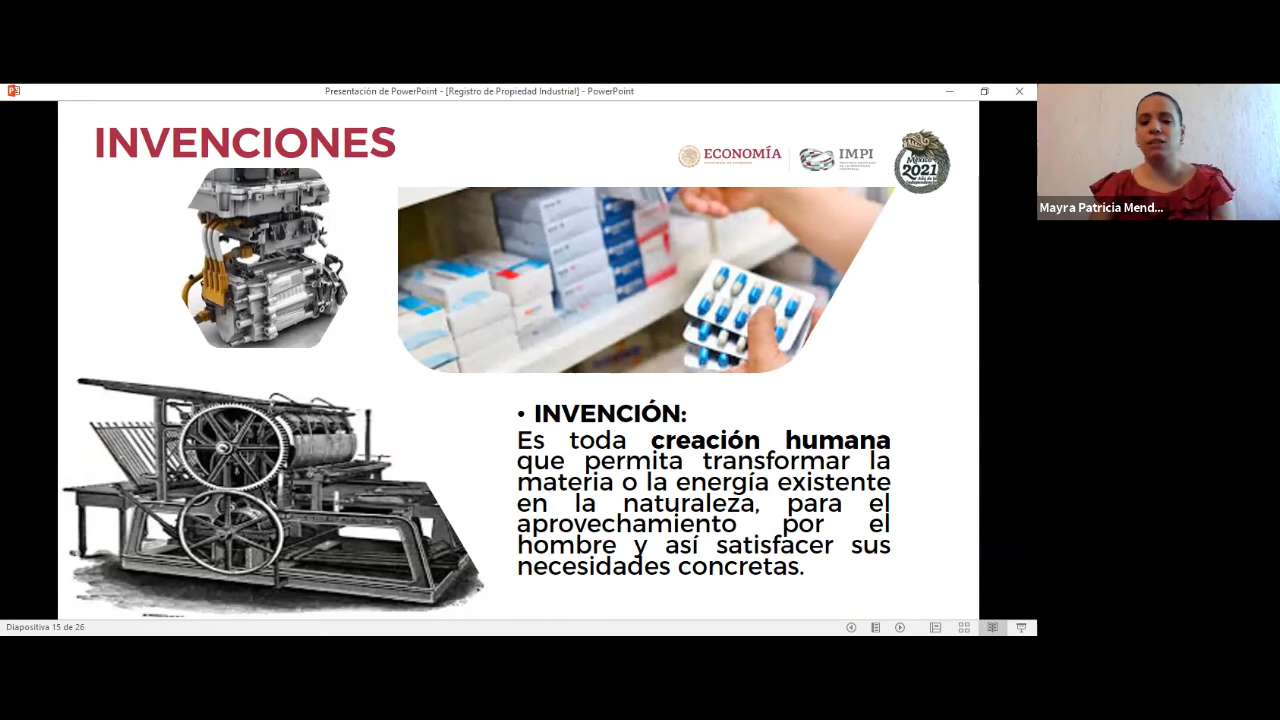 Presentación de PowerPoint - [Registro de Propiedad Industrial] - PowerPoint
INVENCIONES
ECONOMÍA
IMPI
México
2021
Mayra Patricia Mend...
• INVENCIÓN:
Es toda creación humana
que permita transformar la
materia o la energía existente
en la naturaleza, para el
aprovechamiento por el
hombre y así satisfacer sus
necesidades concretas.
Diapositiva 15 de 26